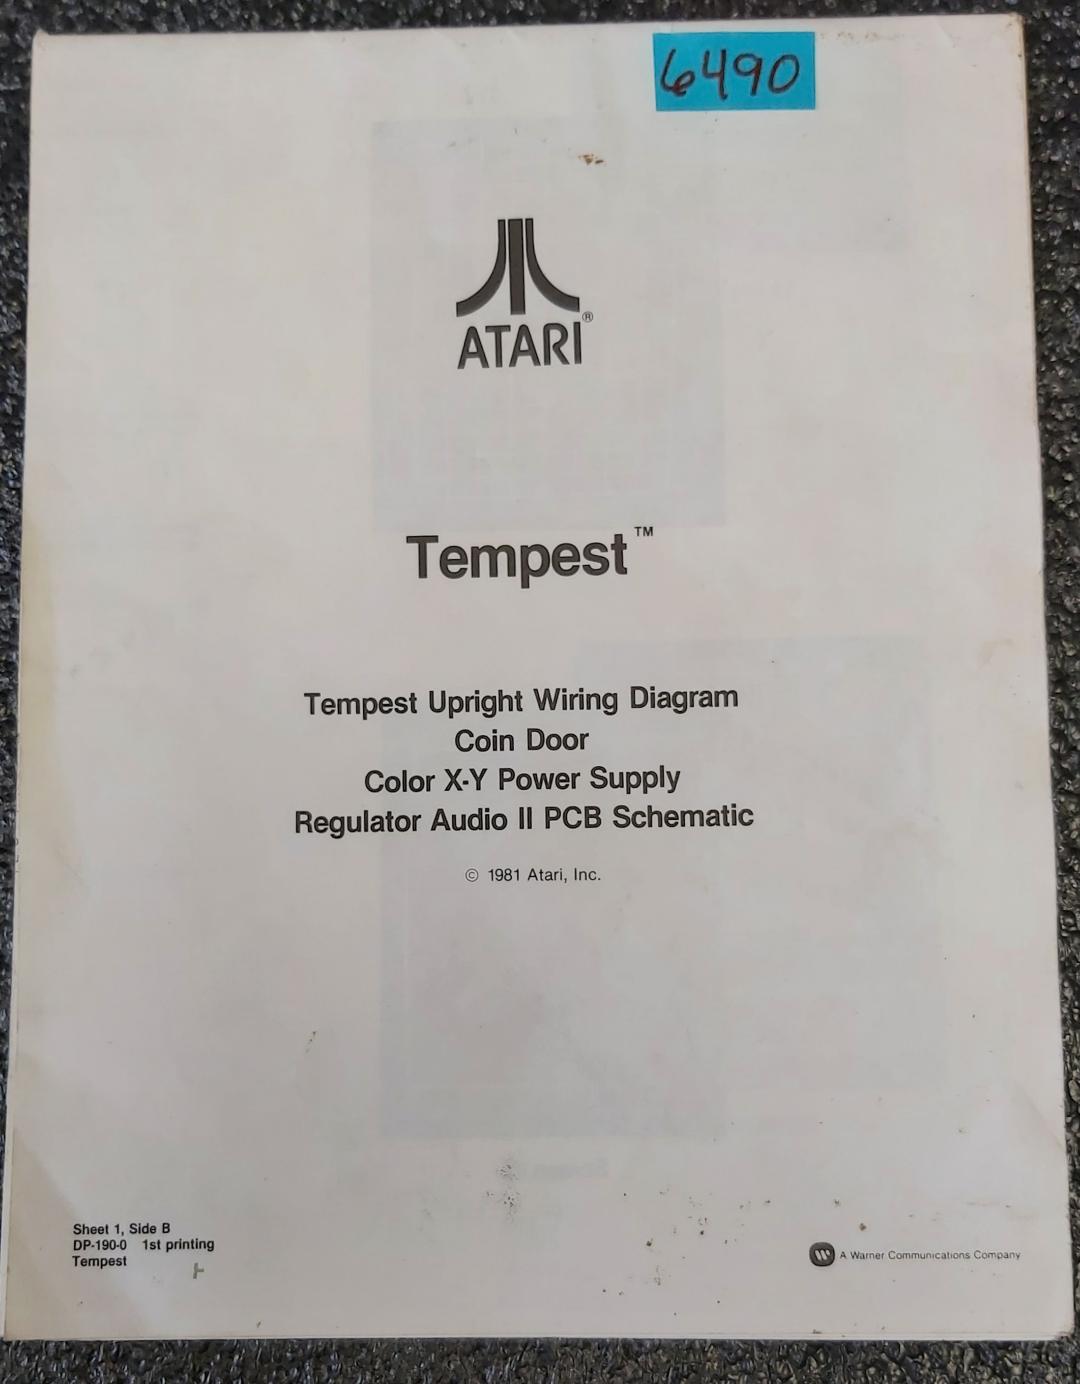 6490
ATARI®
Tempest™
Tempest Upright Wiring Diagram
Coin Door
Color X-Y Power Supply
Regulator Audio II PCB Schematic
© 1981 Atari, Inc.
Sheet 1, Side B
DP-190-0 1st printing
Tempest
A Warner Communications Company